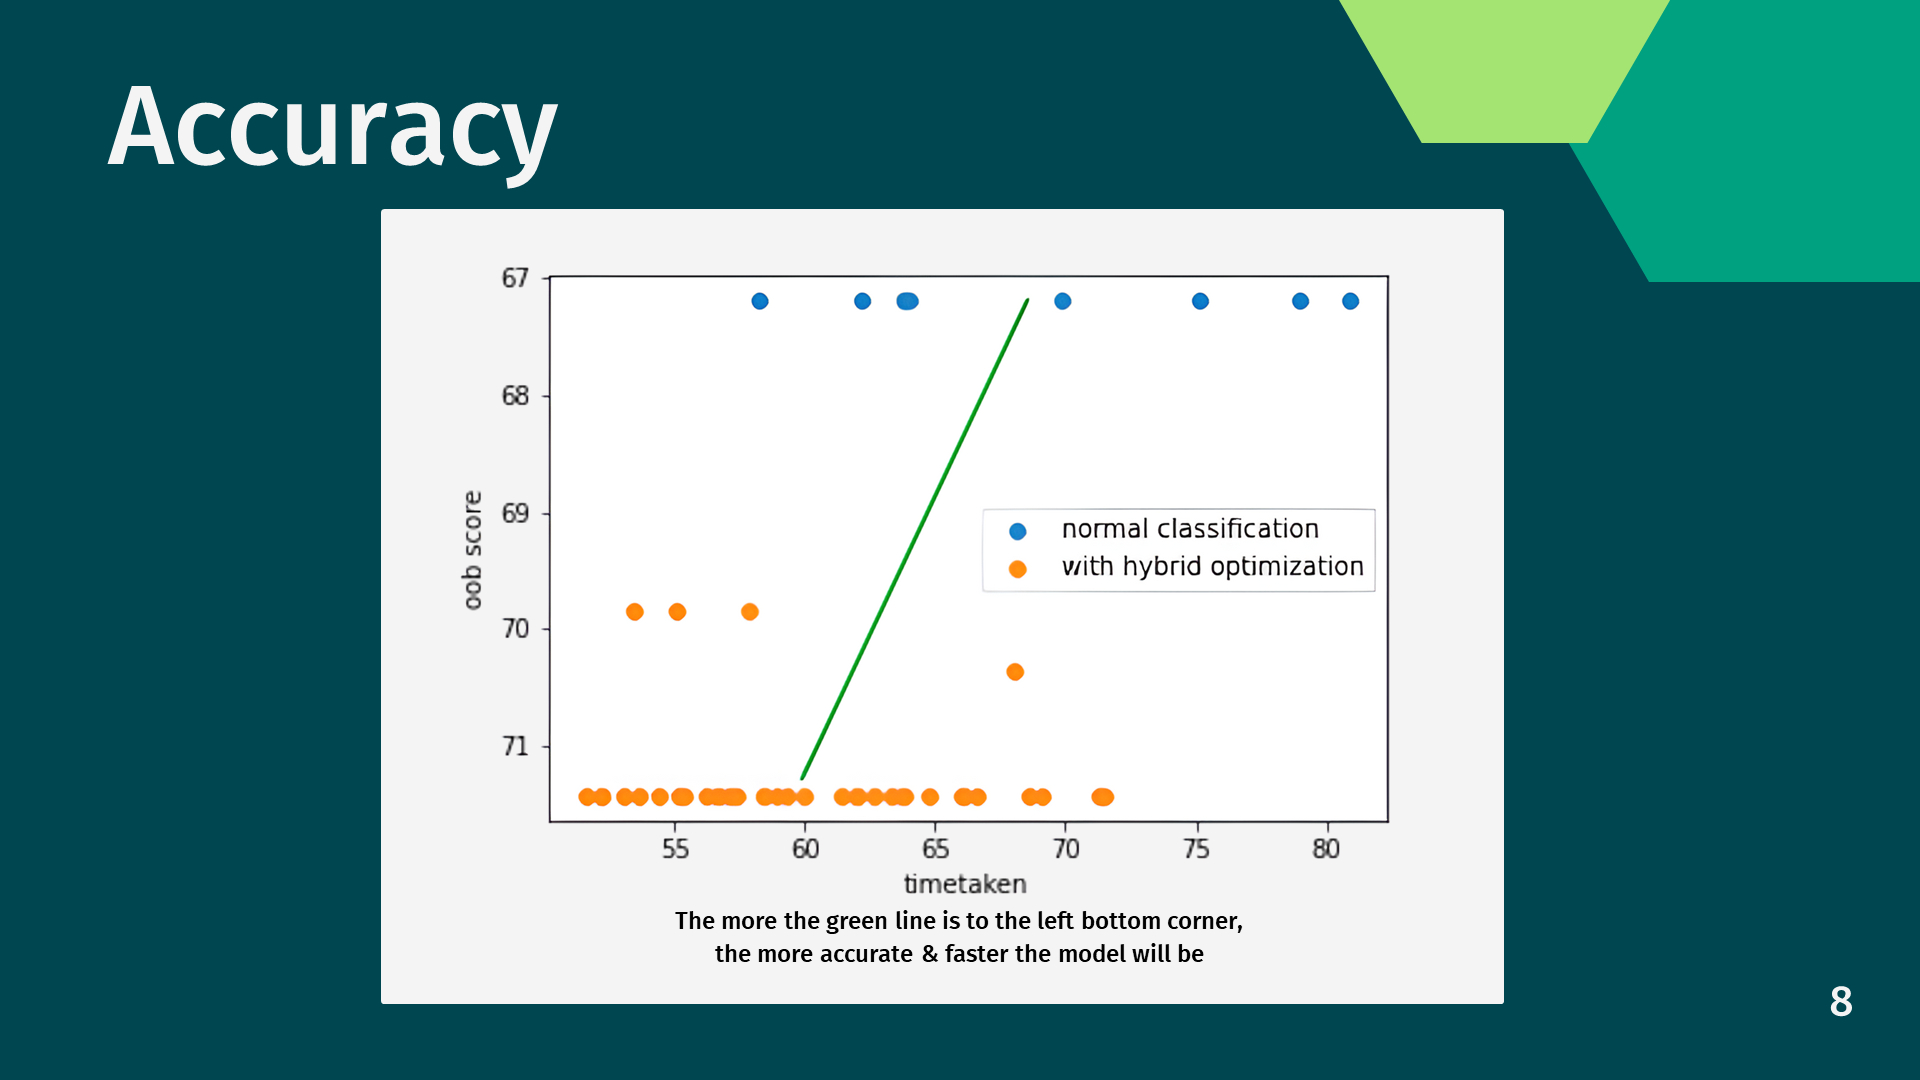 Accuracy
67
68
69
70
71
oob score
normal classification
with hybrid optimization
55 60 65 70 75 80
timetaken
The more the green line is to the left bottom corner,
the more accurate & faster the model will be
8